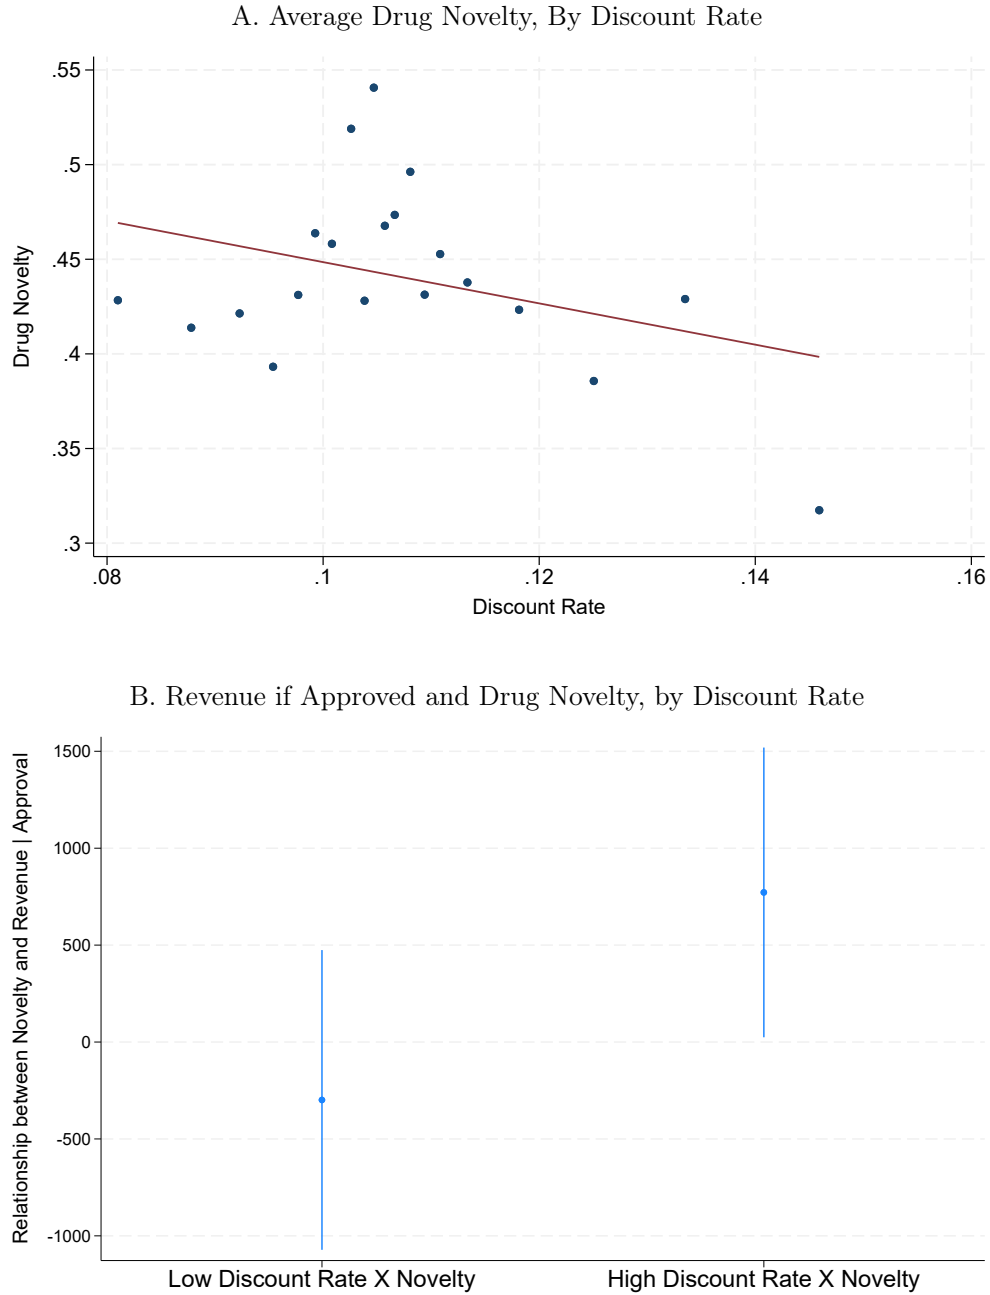 A. Average Drug Novelty, By Discount Rate
.55
.5
.45
.4
.35
.3
Drug Novelty
.08 .1 .12 .14 .16
Discount Rate
B. Revenue if Approved and Drug Novelty, by Discount Rate
1500
1000
500
0
-500
-1000
Relationship between Novelty and Revenue | Approval
Low Discount Rate X Novelty High Discount Rate X Novelty